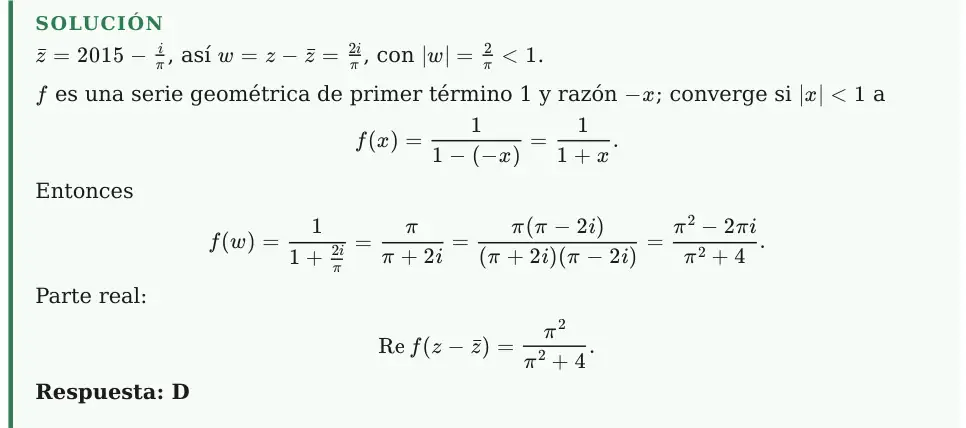 SOLUCIÓN
z̄ = 2015 − i/π, así w = z − z̄ = 2i/π, con |w| = 2/π < 1.
f es una serie geométrica de primer término 1 y razón −x; converge si |x| < 1 a
f(x) = 1/(1 − (−x)) = 1/(1 + x).
Entonces
f(w) = 1/(1 + 2i/π) = π/(π + 2i) = π(π − 2i)/((π + 2i)(π − 2i)) = (π² − 2πi)/(π² + 4).
Parte real:
Re f(z − z̄) = π²/(π² + 4).
Respuesta: D